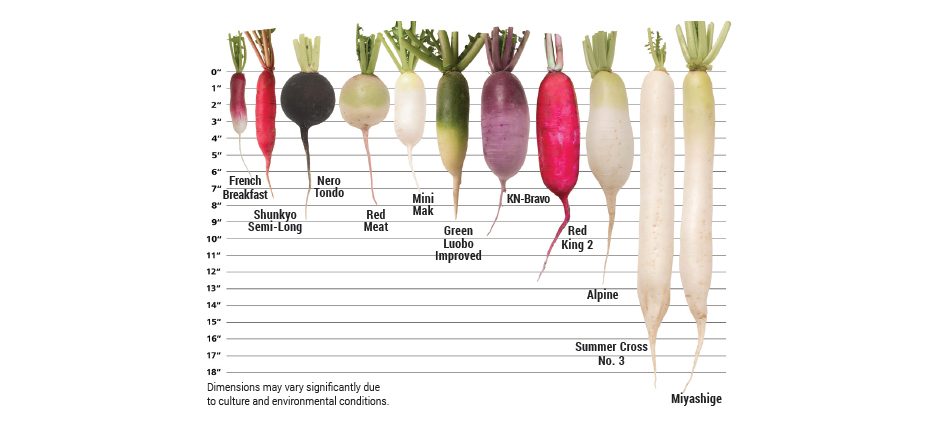 0”
1”
2”
3”
4”
5”
6”
7”
8”
9”
10”
11”
12”
13”
14”
15”
16”
17”
18”
French
Breakfast
Shunkyo
Semi-Long
Nero
Tondo
Red
Meat
Mini
Mak
Green
Luobo
Improved
KN-Bravo
Red
King 2
Alpine
Summer Cross
No. 3
Miyashige
Dimensions may vary significantly due
to culture and environmental conditions.